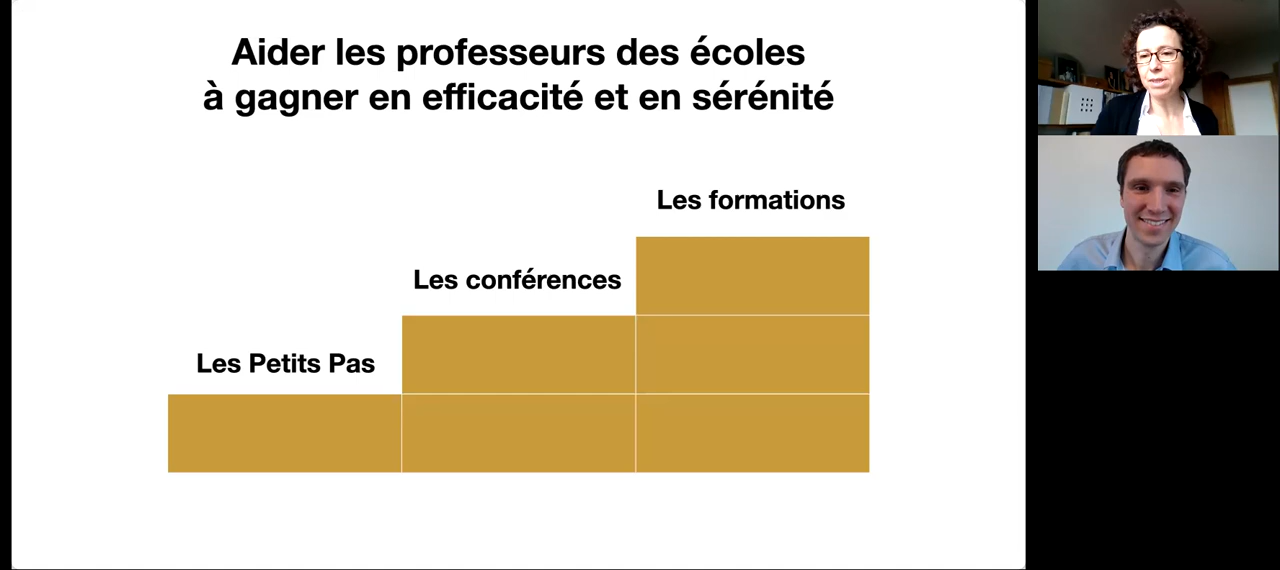 Aider les professeurs des écoles
à gagner en efficacité et en sérénité
Les formations
Les conférences
Les Petits Pas